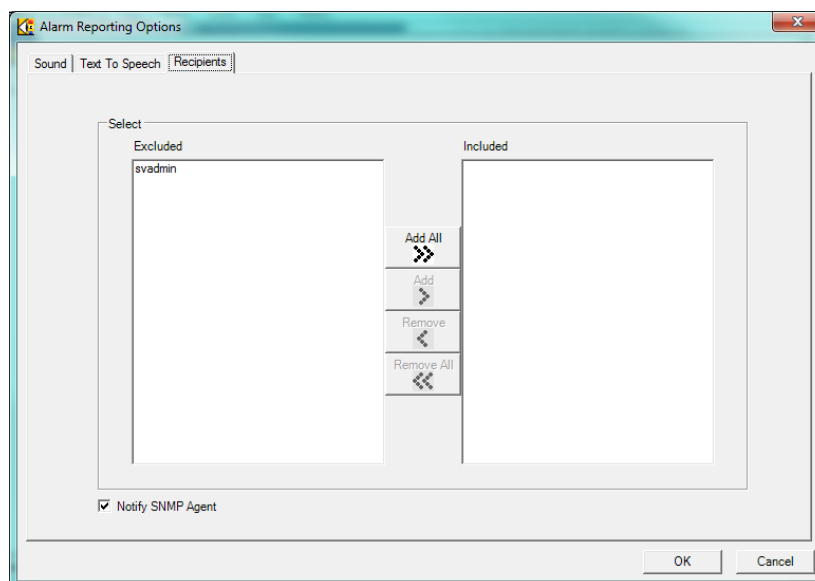 Alarm Reporting Options
Sound Text To Speech Recipients
Select
Excluded Included
svadmin
Add All
Add
Remove
Remove All
Notify SNMP Agent
OK Cancel